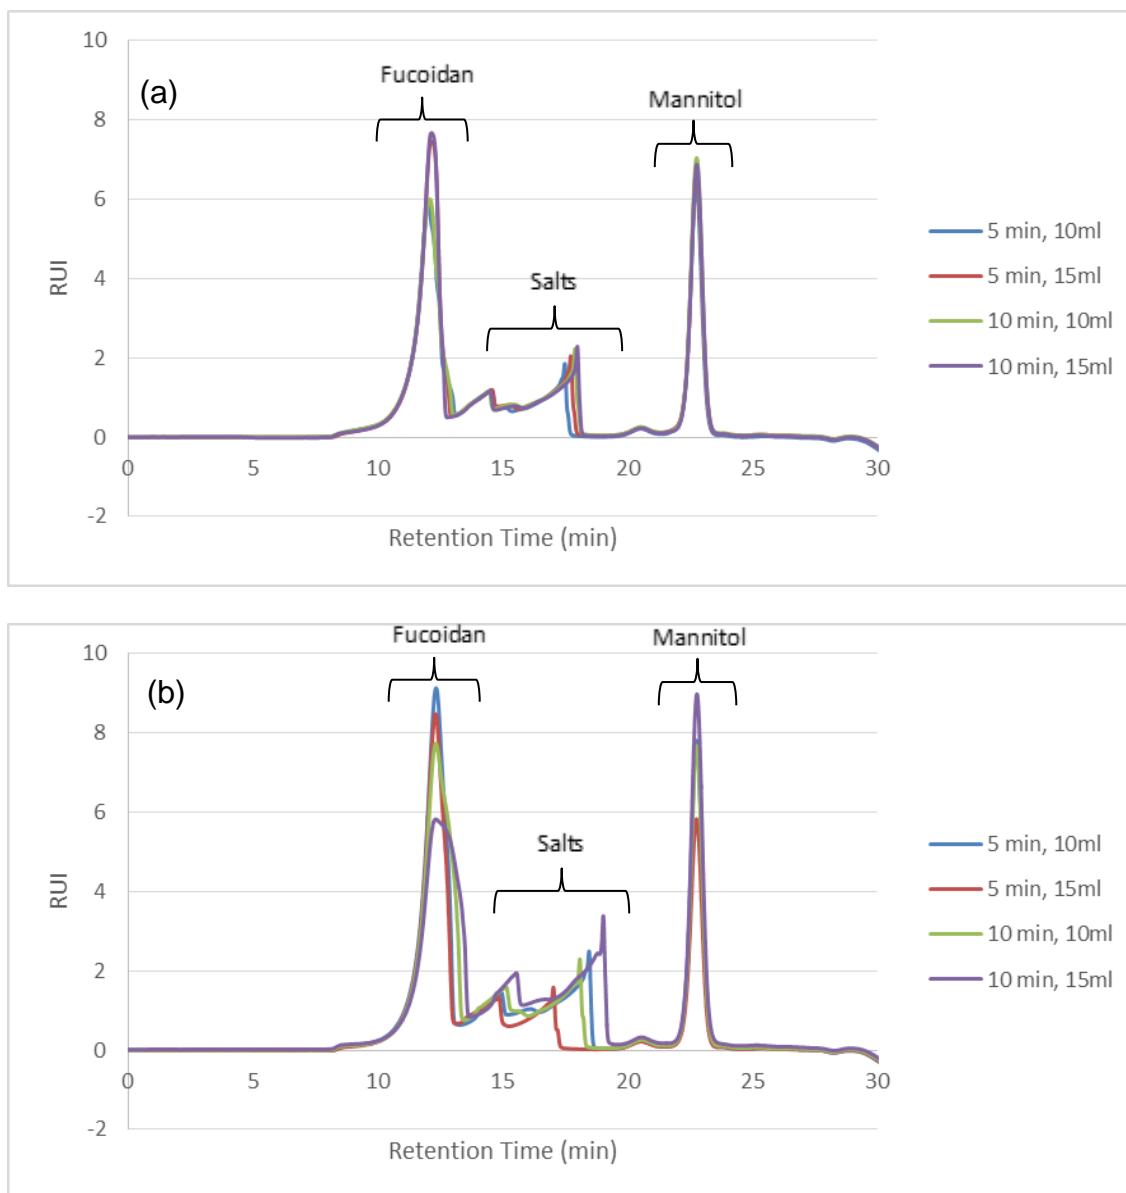 10
Fucoidan
(a)
Mannitol
8
6
5 min, 10ml
RUI
4
Salts
5 min, 15ml
10 min, 10ml
2
10 min, 15ml
0
0 5 10 15 20 25 30
-2
Retention Time (min)
Fucoidan
Mannitol
10
(b)
8
6
Salts
5 min, 10ml
RUI
4
5 min, 15ml
10 min, 10ml
2
10 min, 15ml
0
0 5 10 15 20 25 30
-2
Retention Time (min)